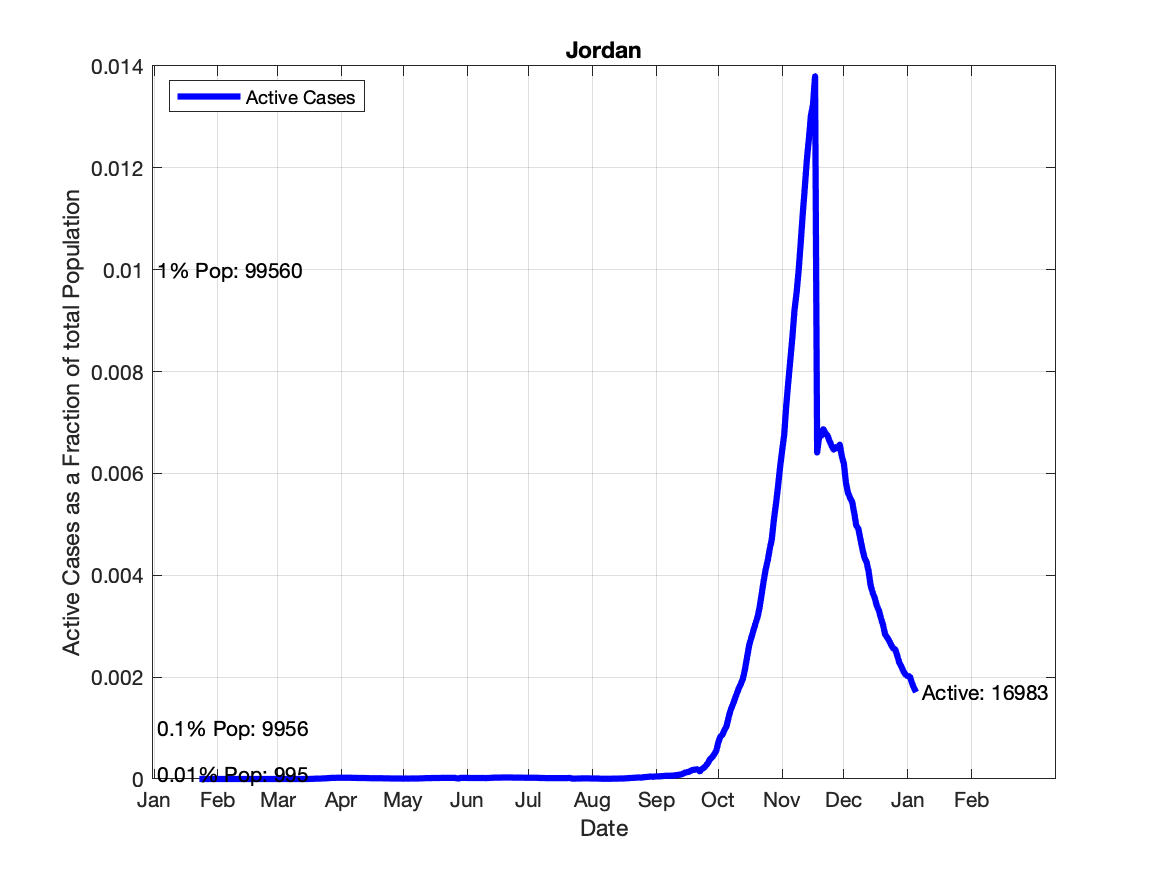 Jordan
0.014
Active Cases
0.012
0.01
1% Pop: 99560
0.008
0.006
0.004
0.002
Active: 16983
0.1% Pop: 9956
0
0.01% Pop: 995
Jan Feb Mar Apr May Jun Jul Aug Sep Oct Nov Dec Jan Feb
Date
Active Cases as a Fraction of total Population